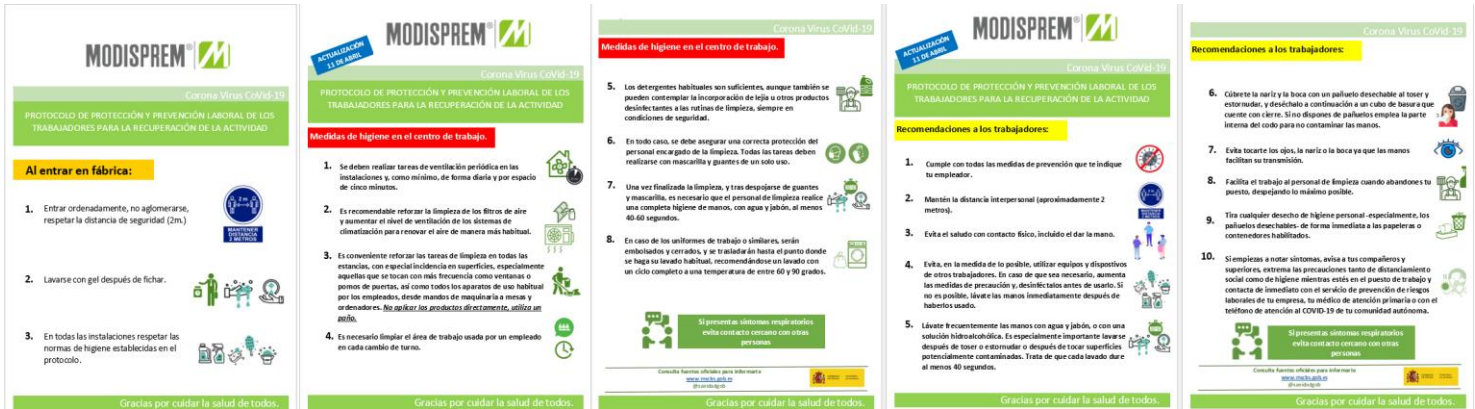 MODISPREM®
Corona Virus CoVid-19
PROTOCOLO DE PROTECCIÓN Y PREVENCIÓN LABORAL DE LOS
TRABAJADORES PARA LA RECUPERACIÓN DE LA ACTIVIDAD
Al entrar en fábrica:
1. Entrar ordenadamente, no aglomerarse,
respetar la distancia de seguridad (2m.)
2 m
MANTENER
DISTANCIA
2 METROS
2. Lavarse con gel después de fichar.
3. En todas las instalaciones respetar las
normas de higiene establecidas en el
protocolo.
Gracias por cuidar la salud de todos.
ACTUALIZACIÓN
11 DE ABRIL
MODISPREM®
Corona Virus CoVid-19
PROTOCOLO DE PROTECCIÓN Y PREVENCIÓN LABORAL DE LOS
TRABAJADORES PARA LA RECUPERACIÓN DE LA ACTIVIDAD
Medidas de higiene en el centro de trabajo.
1. Se deben realizar tareas de ventilación periódica en las
instalaciones y, como mínimo, de forma diaria y por espacio
de cinco minutos.
2. Es recomendable reforzar la limpieza de los filtros de aire
y aumentar el nivel de ventilación de los sistemas de
climatización para renovar el aire de manera más habitual.
3. Es conveniente reforzar las tareas de limpieza en todas las
estancias, con especial incidencia en superficies, especialmente
aquellas que se tocan con más frecuencia como ventanas o
pomos de puertas, así como todos los aparatos de uso habitual
por los empleados, desde mandos de maquinaria a mesas y
ordenadores. No aplicar los productos directamente, utiliza un
paño.
4. Es necesario limpiar el área de trabajo usada por un empleado
en cada cambio de turno.
Gracias por cuidar la salud de todos.
Corona Virus CoVid-19
Medidas de higiene en el centro de trabajo.
5. Los detergentes habituales son suficientes, aunque también se
pueden contemplar la incorporación de lejía u otros productos
desinfectantes a las rutinas de limpieza, siempre en
condiciones de seguridad.
6. En todo caso, se debe asegurar una correcta protección del
personal encargado de la limpieza. Todas las tareas deben
realizarse con mascarilla y guantes de un solo uso.
7. Una vez finalizada la limpieza, y tras despojarse de guantes
y mascarilla, es necesario que el personal de limpieza realice
una completa higiene de manos, con agua y jabón, al menos
40-60 segundos.
8. En caso de los uniformes de trabajo o similares, serán
embolsados y cerrados, y se trasladarán hasta el punto donde
se haga su lavado habitual, recomendándose un lavado con
un ciclo completo a una temperatura de entre 60 y 90 grados.
Si presentas síntomas respiratorios
evita contacto cercano con otras
personas
Consulta fuentes oficiales para informarte
www.mscbs.gob.es
@sanidadgob
Gracias por cuidar la salud de todos.
ACTUALIZACIÓN
11 DE ABRIL
MODISPREM®
Corona Virus CoVid-19
PROTOCOLO DE PROTECCIÓN Y PREVENCIÓN LABORAL DE LOS
TRABAJADORES PARA LA RECUPERACIÓN DE LA ACTIVIDAD
Recomendaciones a los trabajadores:
1. Cumple con todas las medidas de prevención que te indique
tu empleador.
2. Mantén la distancia interpersonal (aproximadamente 2
metros).
MANTENER
DISTANCIA
2 METROS
3. Evita el saludo con contacto físico, incluido el dar la mano.
4. Evita, en la medida de lo posible, utilizar equipos y dispositivos
de otros trabajadores. En caso de que sea necesario, aumenta
las medidas de precaución y, desinféctalos antes de usarlo. Si
no es posible, lávate las manos inmediatamente después de
haberlos usado.
5. Lávate frecuentemente las manos con agua y jabón, o con una
solución hidroalcohólica. Es especialmente importante lavarse
después de toser o estornudar o después de tocar superficies
potencialmente contaminadas. Trata de que cada lavado dure
al menos 40 segundos.
Gracias por cuidar la salud de todos.
Corona Virus CoVid-19
Recomendaciones a los trabajadores:
6. Cúbrete la nariz y la boca con un pañuelo desechable al toser y
estornudar, y deséchalo a continuación a un cubo de basura que
cuente con cierre. Si no dispones de pañuelos emplea la parte
interna del codo para no contaminar las manos.
7. Evita tocarte los ojos, la nariz o la boca ya que las manos
facilitan su transmisión.
8. Facilita el trabajo al personal de limpieza cuando abandones tu
puesto, despejando lo máximo posible.
9. Tira cualquier desecho de higiene personal -especialmente, los
pañuelos desechables- de forma inmediata a las papeleras o
contenedores habilitados.
10. Si empiezas a notar síntomas, avisa a tus compañeros y
superiores, extrema las precauciones tanto de distanciamiento
social como de higiene mientras estés en el puesto de trabajo y
contacta de inmediato con el servicio de prevención de riesgos
laborales de tu empresa, tu médico de atención primaria o con el
teléfono de atención al COVID-19 de tu comunidad autónoma.
Si presentas síntomas respiratorios
evita contacto cercano con otras
personas
Consulta fuentes oficiales para informarte
www.mscbs.gob.es
@sanidadgob
Gracias por cuidar la salud de todos.